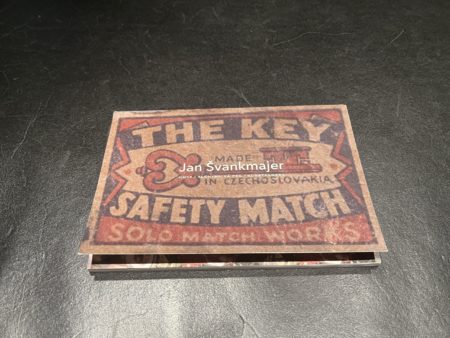 THE KEY
MADE
Jan Švankmajer
IN CZECHOSLOVAKIA
SAFETY MATCH
SOLO MATCH WORKS